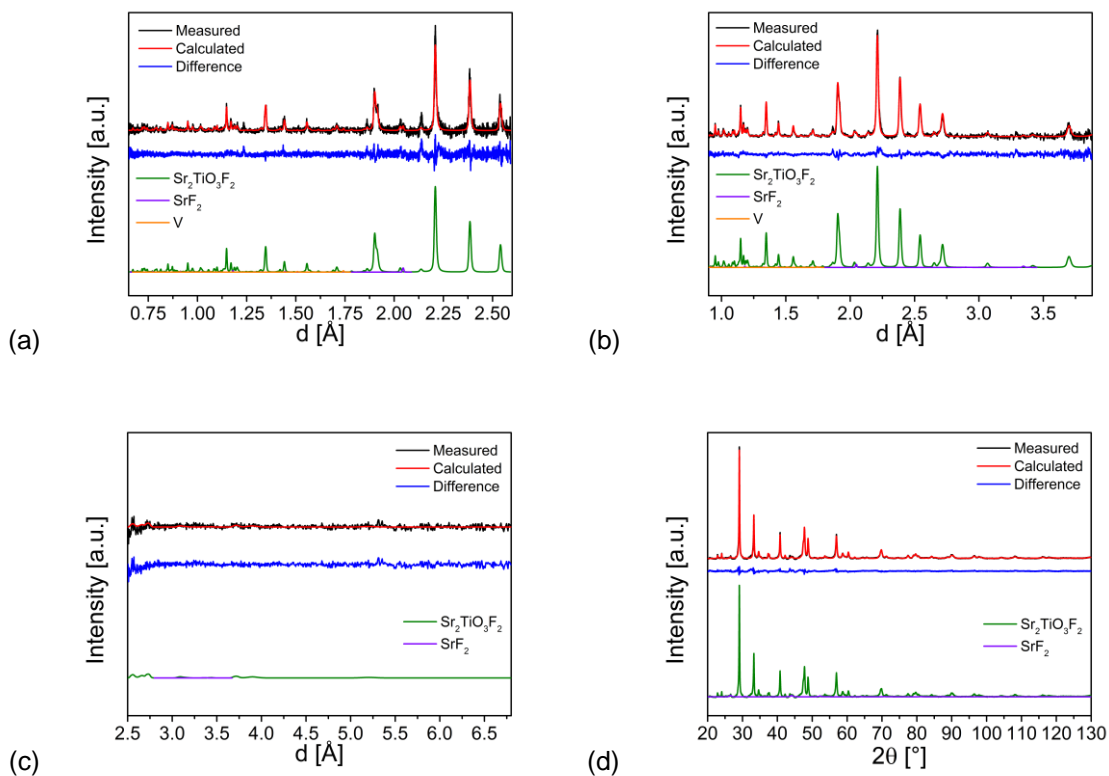 Intensity [a.u.]
Measured
Calculated
Difference
Sr₂TiO₃F₂
SrF₂
V
0.75 1.00 1.25 1.50 1.75 2.00 2.25 2.50
d [Å]
(a)
Intensity [a.u.]
Measured
Calculated
Difference
Sr₂TiO₃F₂
SrF₂
V
1.0 1.5 2.0 2.5 3.0 3.5
d [Å]
(b)
Intensity [a.u.]
Measured
Calculated
Difference
Sr₂TiO₃F₂
SrF₂
2.5 3.0 3.5 4.0 4.5 5.0 5.5 6.0 6.5
d [Å]
(c)
Intensity [a.u.]
Measured
Calculated
Difference
Sr₂TiO₃F₂
SrF₂
20 30 40 50 60 70 80 90 100 110 120 130
2θ [°]
(d)